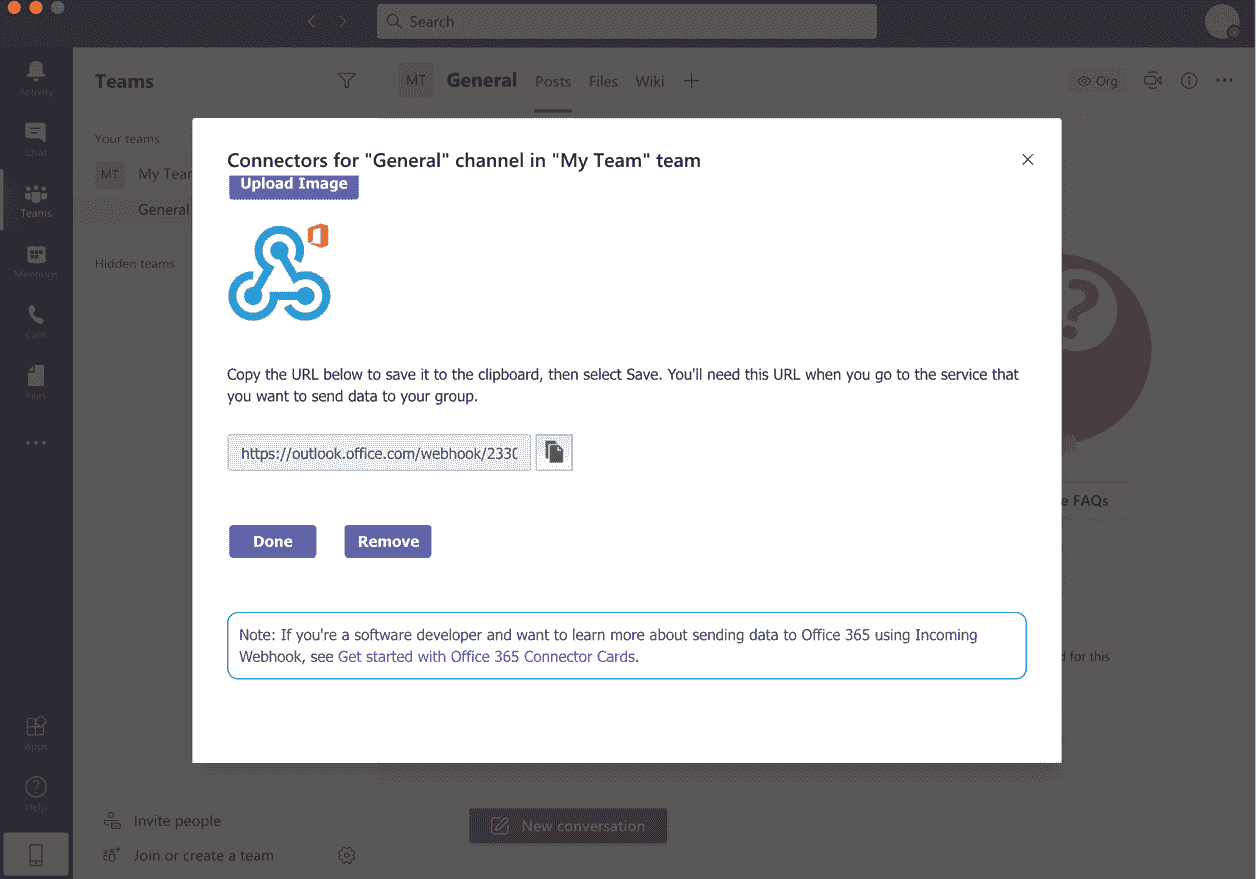 Search
Activity
Chat
Teams
Meetings
Calls
Files
Apps
Help
Teams
Your teams
MT
My Tear
General
Hidden teams
MT
General
Posts
Files
Wiki
Org
Connectors for "General" channel in "My Team" team
Upload Image
Copy the URL below to save it to the clipboard, then select Save. You'll need this URL when you go to the service that
you want to send data to your group.
https://outlook.office.com/webhook/2330
Done
Remove
Note: If you're a software developer and want to learn more about sending data to Office 365 using Incoming
Webhook, see Get started with Office 365 Connector Cards.
e FAQs
d for this
Invite people
Join or create a team
New conversation